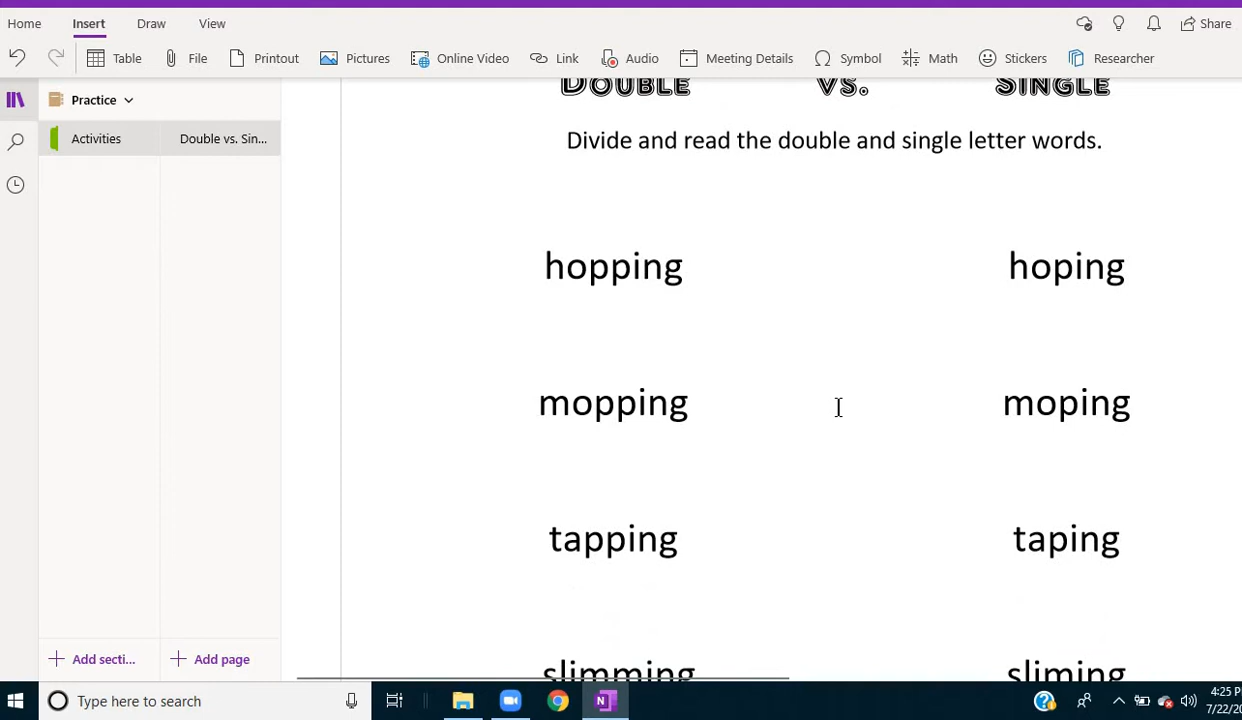 Home Insert Draw View Share
Table File Printout Pictures Online Video Link Audio Meeting Details Symbol Math Stickers Researcher
Practice
Activities Double vs. Sin...
DOUBLE VS. SINGLE
Divide and read the double and single letter words.
hopping hoping
mopping moping
tapping taping
slimming sliming
Add secti... Add page
Type here to search
4:25 P
7/22/2